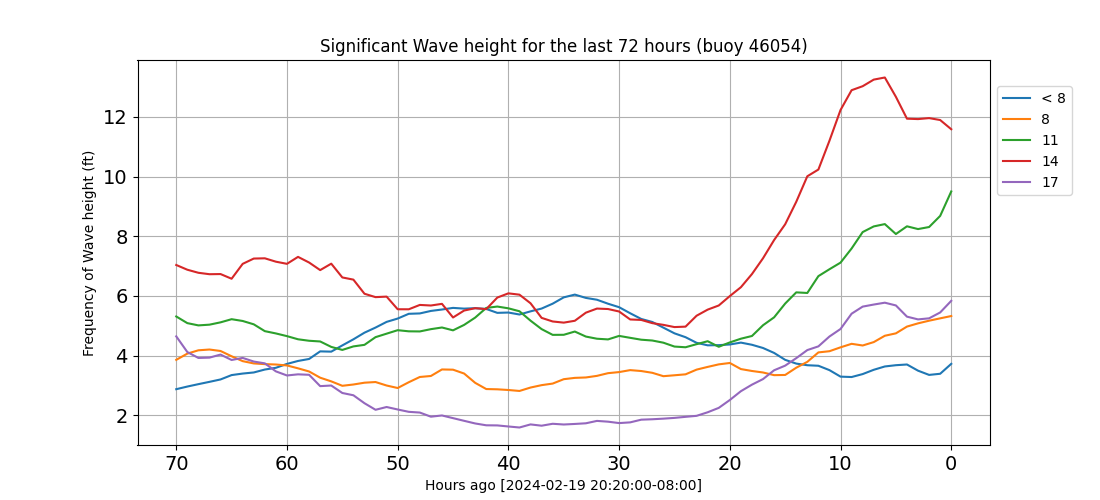 Significant Wave height for the last 72 hours (buoy 46054)
Frequency of Wave height (ft)
12
10
8
6
4
2
70 60 50 40 30 20 10 0
Hours ago [2024-02-19 20:20:00-08:00]
< 8
8
11
14
17